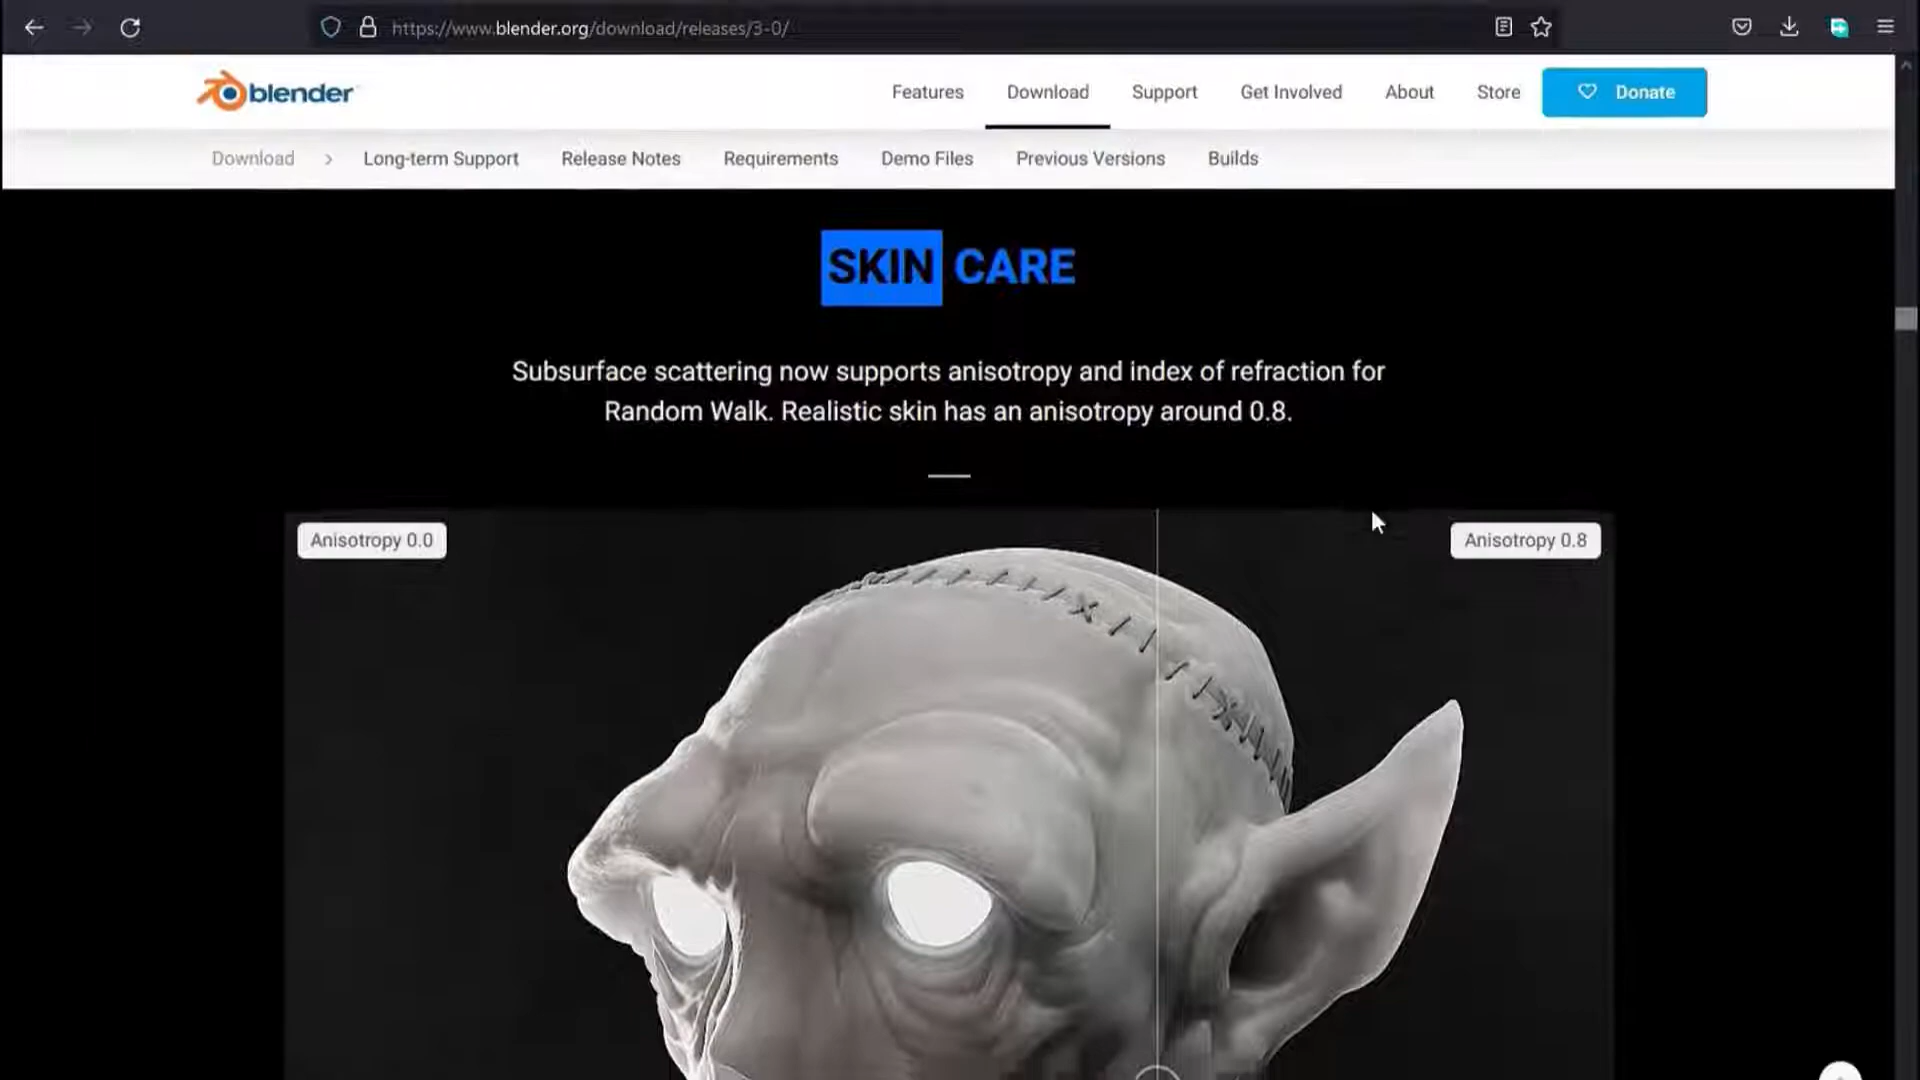 https://www.blender.org/download/releases/3-0/
blender
Features
Download
Support
Get Involved
About
Store
Donate
Download
Long-term Support
Release Notes
Requirements
Demo Files
Previous Versions
Builds
SKIN CARE
Subsurface scattering now supports anisotropy and index of refraction for
Random Walk. Realistic skin has an anisotropy around 0.8.
Anisotropy 0.0
Anisotropy 0.8